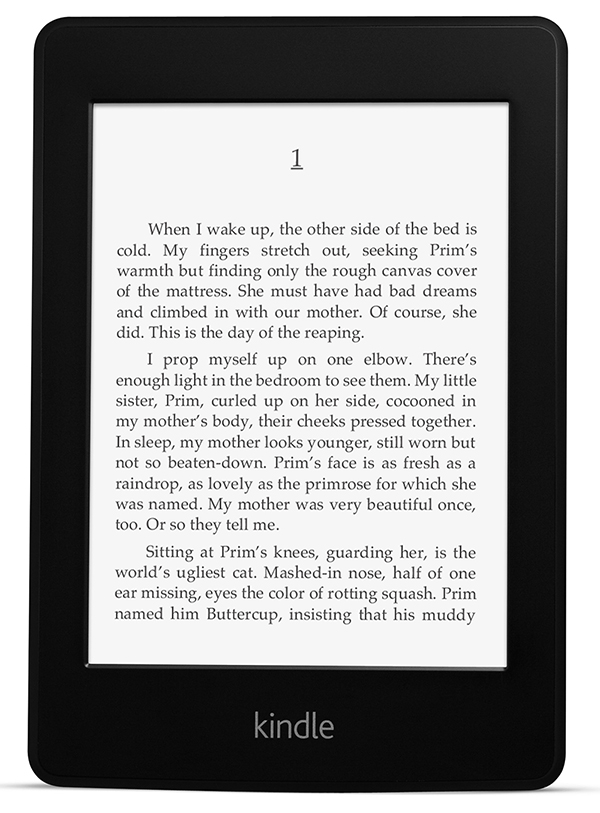 1
When I wake up, the other side of the bed is
cold. My fingers stretch out, seeking Prim's
warmth but finding only the rough canvas cover
of the mattress. She must have had bad dreams
and climbed in with our mother. Of course, she
did. This is the day of the reaping.
I prop myself up on one elbow. There's
enough light in the bedroom to see them. My little
sister, Prim, curled up on her side, cocooned in
my mother's body, their cheeks pressed together.
In sleep, my mother looks younger, still worn but
not so beaten-down. Prim's face is as fresh as a
raindrop, as lovely as the primrose for which she
was named. My mother was very beautiful once,
too. Or so they tell me.
Sitting at Prim's knees, guarding her, is the
world's ugliest cat. Mashed-in nose, half of one
ear missing, eyes the color of rotting squash. Prim
named him Buttercup, insisting that his muddy
kindle